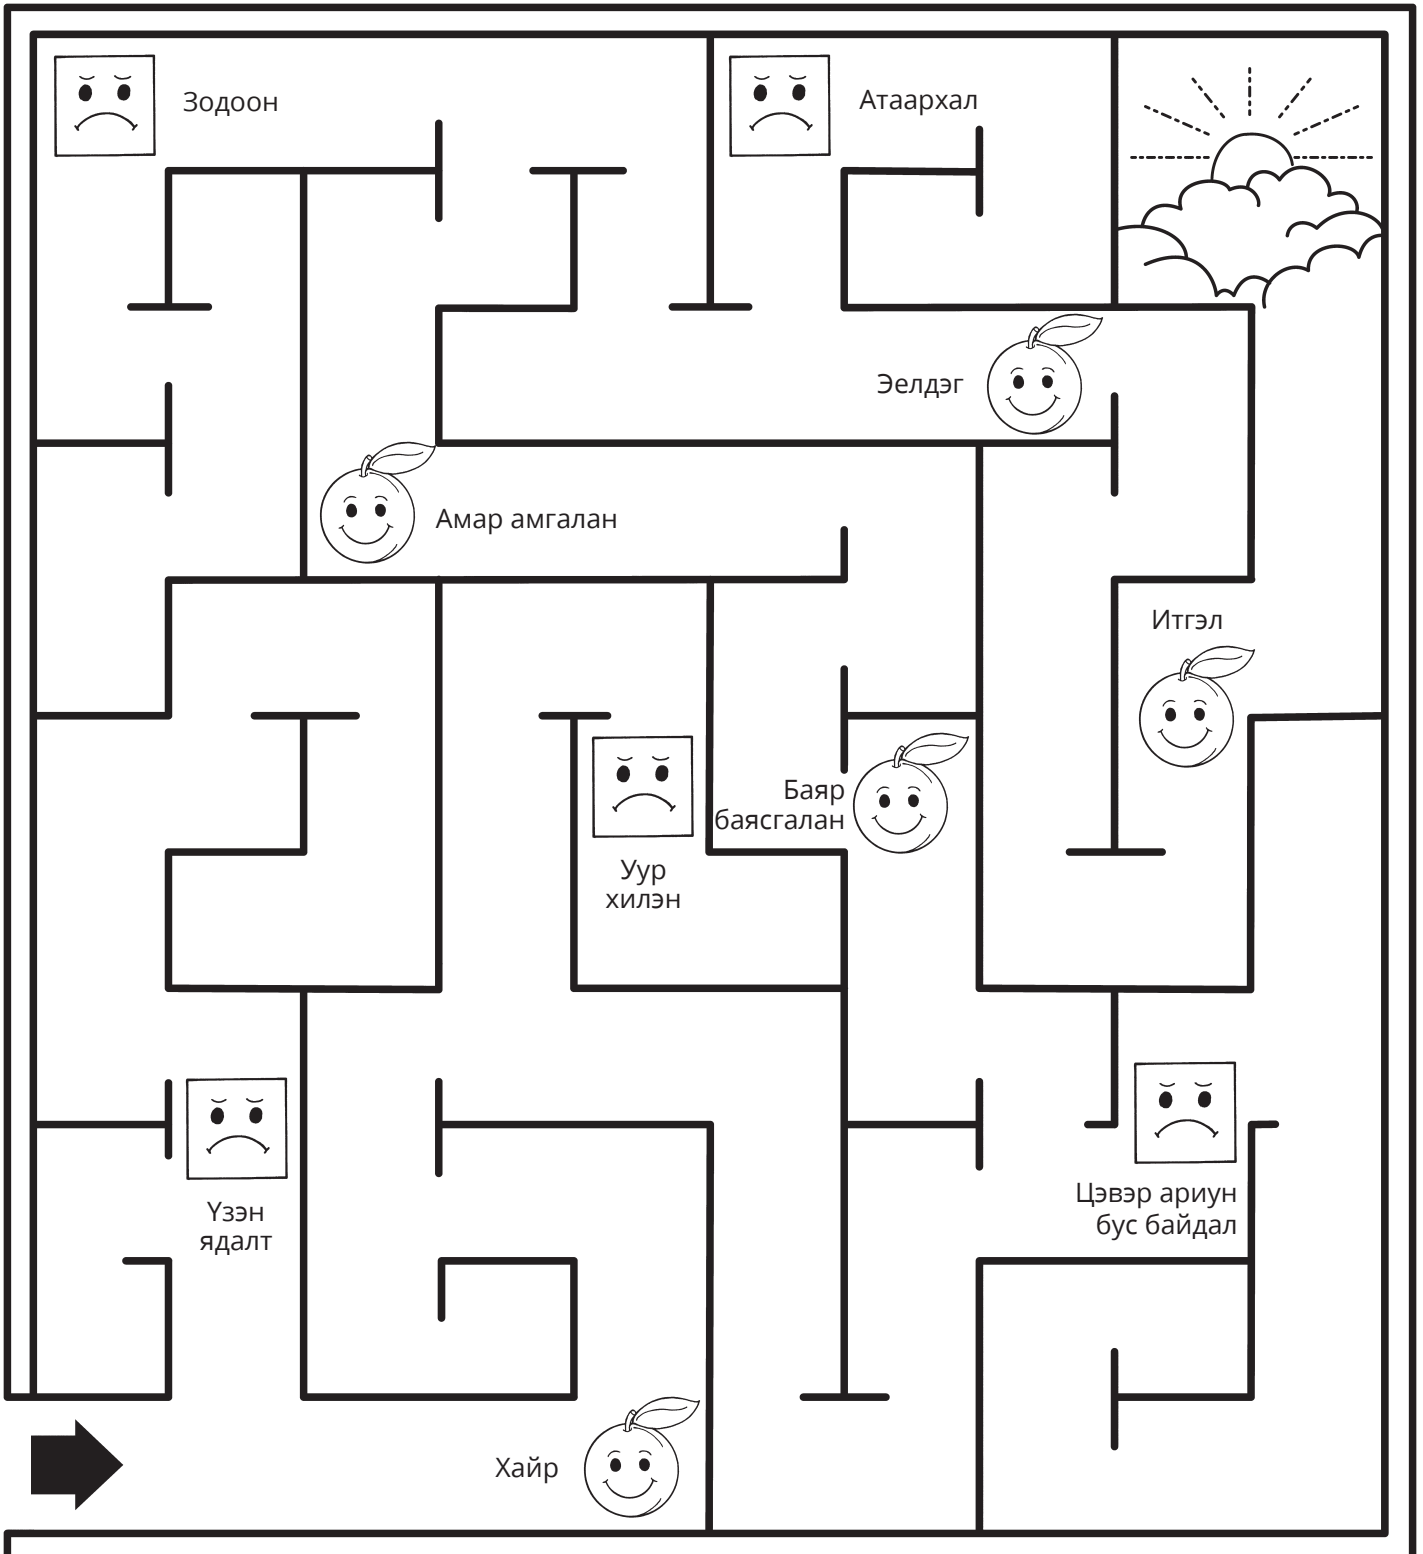 Зодоон
Атаархал
Эелдэг
Амар амгалан
Итгэл
Баяр
баясгалан
Уур
хилэн
Үзэн
ядалт
Цэвэр ариун
бус байдал
Хайр